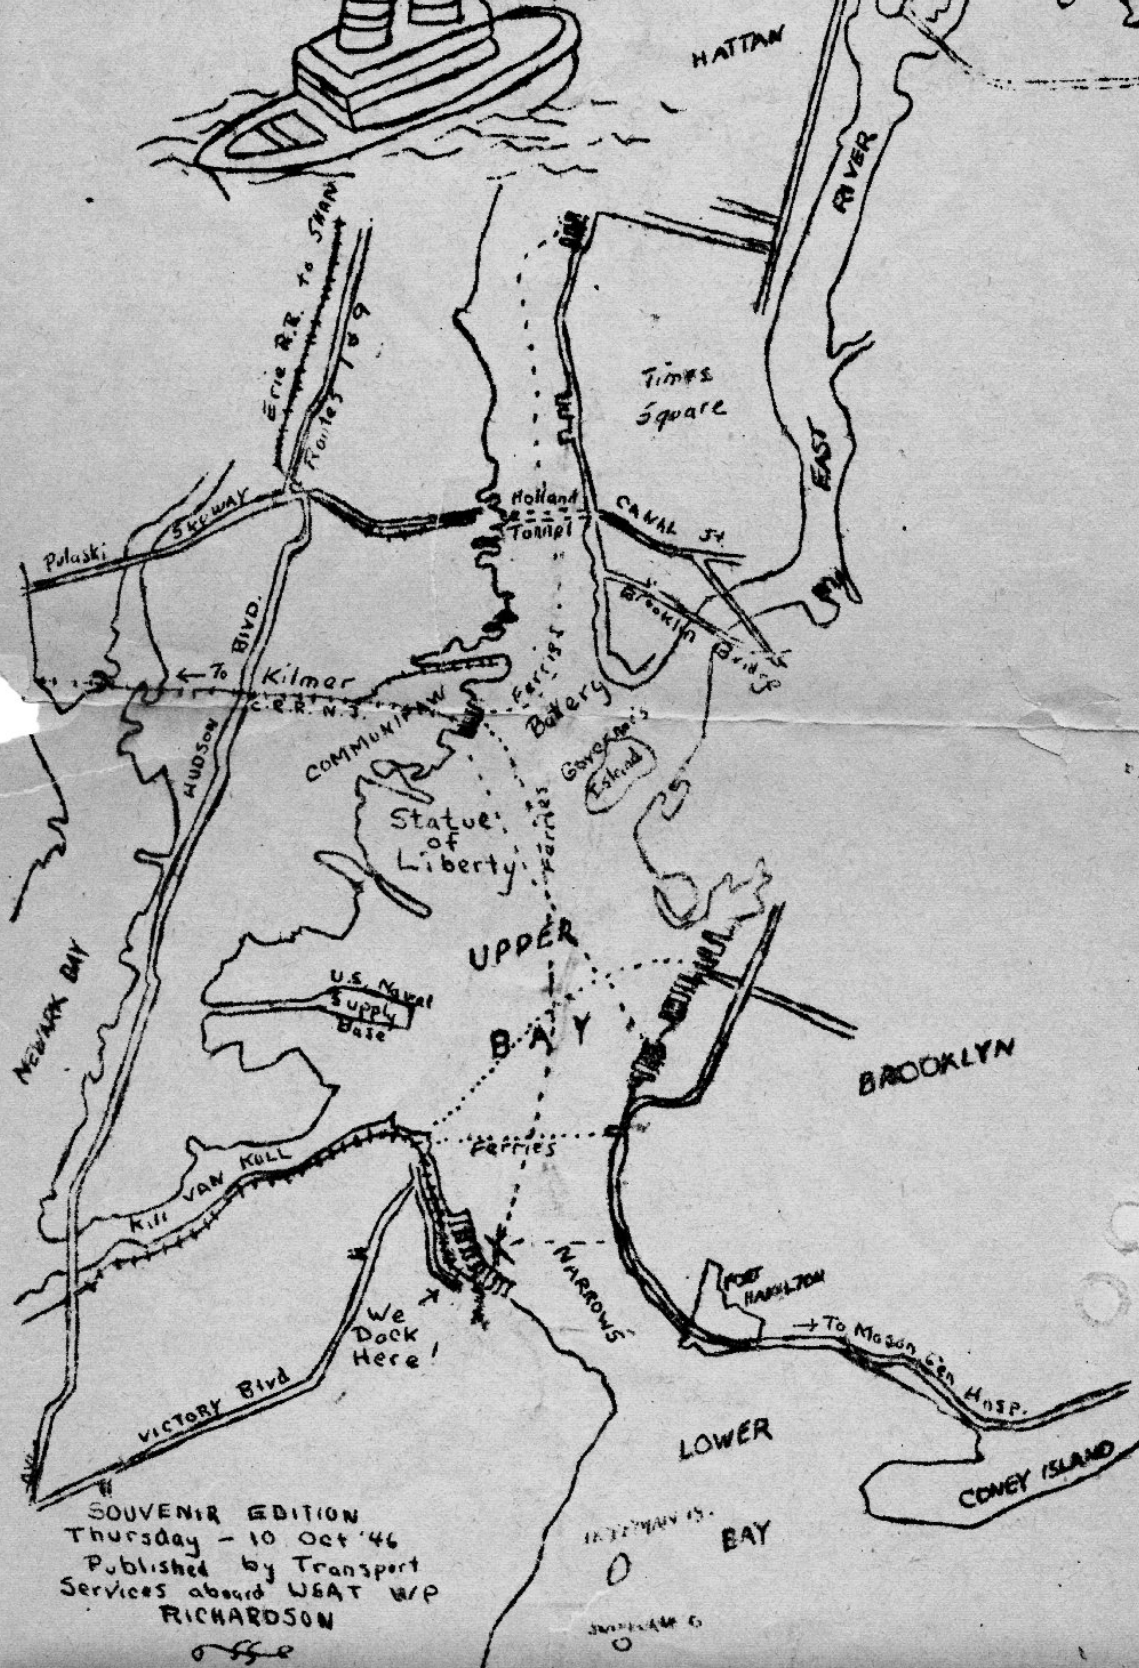 HATTAN
RIVER
Erie R.R. to SHAN
Routes 1 & 9
Times
Square
EAST
Holland
Tunnel
CANAL St.
Pulaski SKYWAY
Brooklin Bridge
BLVD.
← To Kilmer
C.R.R. N.J.
Ferries
Battery
COMMUNIPAW
Governor's
Island
HUDSON
Statue
of
Liberty
Ferries
UPPER
BAY
NEWARK BAY
U.S. Naval
Supply
Base
BROOKLYN
Ferries
Kill VAN KULL
NARROWS
FORT
HAMILTON
We
Dock
Here!
→ To Mason Gen Hosp.
VICTORY Blvd
LOWER
BAY
CONEY ISLAND
SOUVENIR EDITION
Thursday - 10 Oct '46
Published by Transport
Services aboard USAT W/P
RICHARDSON